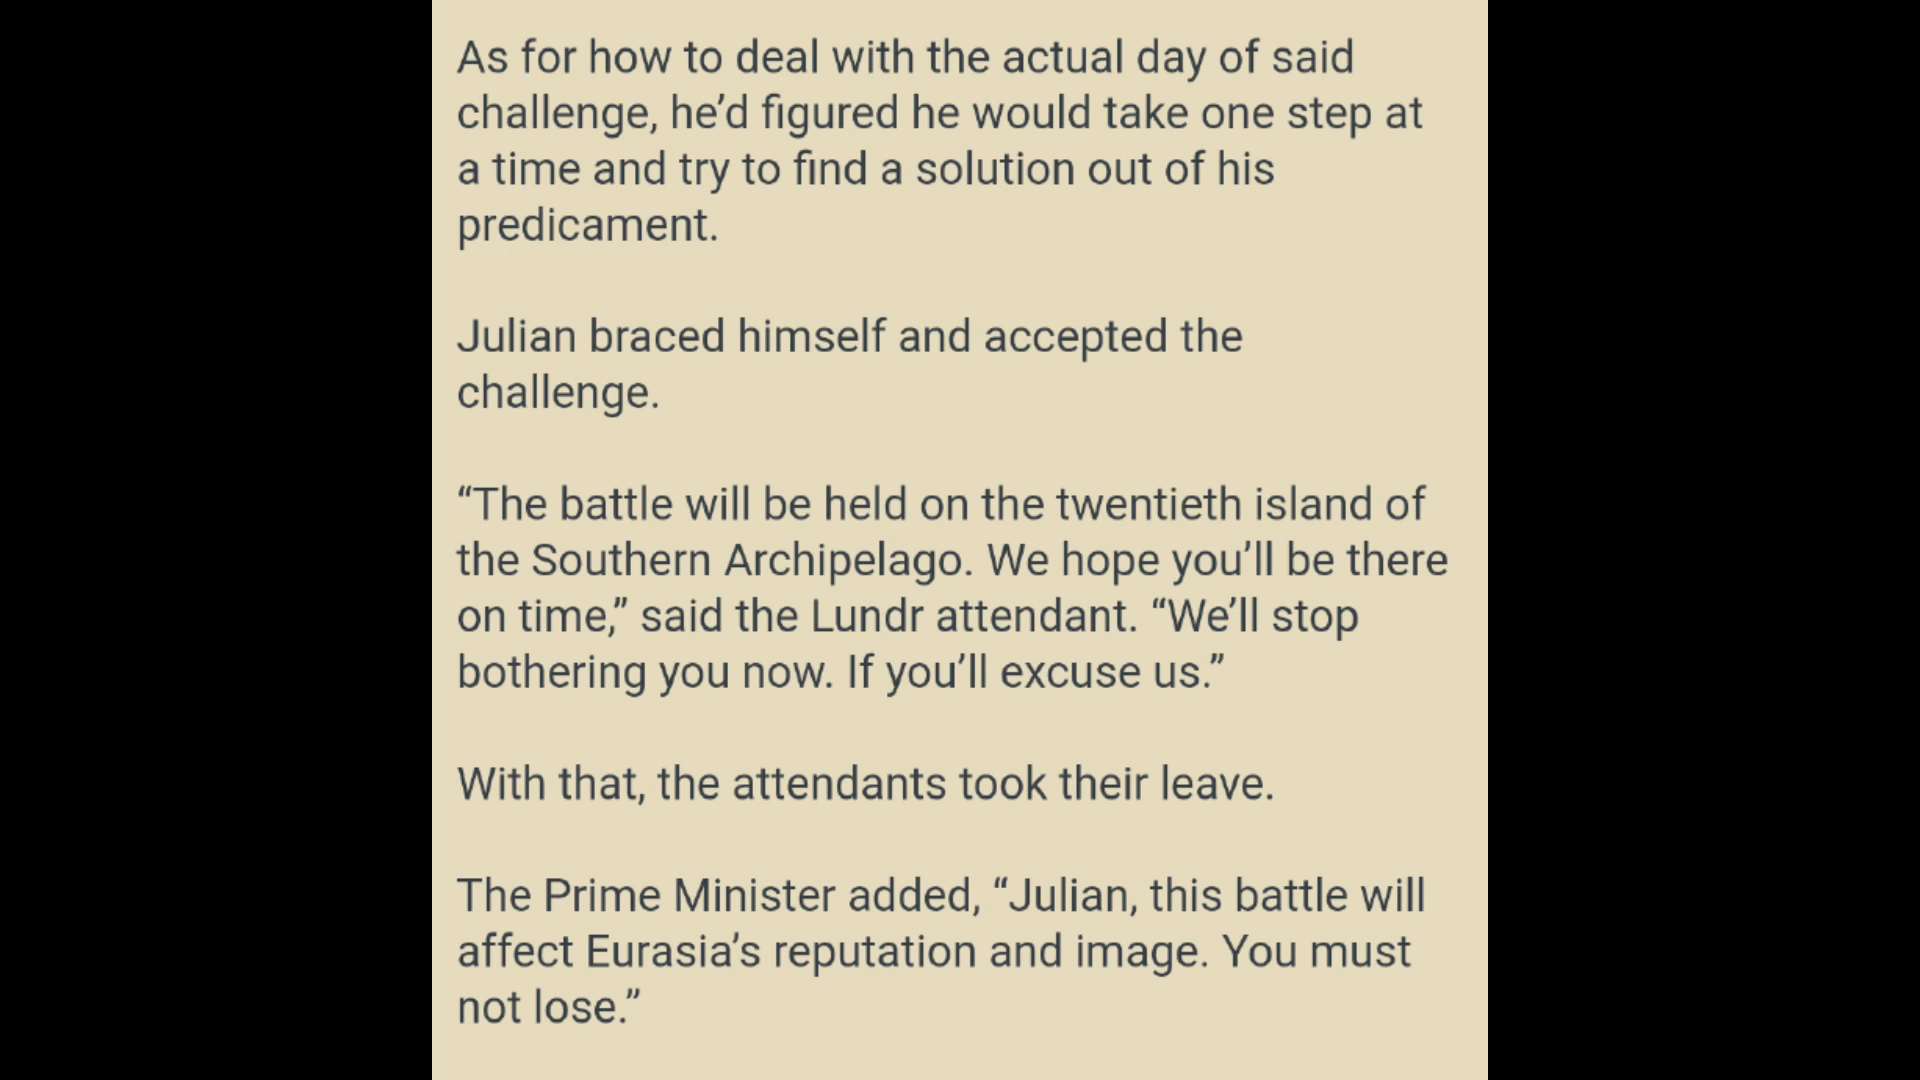 As for how to deal with the actual day of said
challenge, he’d figured he would take one step at
a time and try to find a solution out of his
predicament.
Julian braced himself and accepted the
challenge.
“The battle will be held on the twentieth island of
the Southern Archipelago. We hope you’ll be there
on time,” said the Lundr attendant. “We’ll stop
bothering you now. If you’ll excuse us.”
With that, the attendants took their leave.
The Prime Minister added, “Julian, this battle will
affect Eurasia’s reputation and image. You must
not lose.”